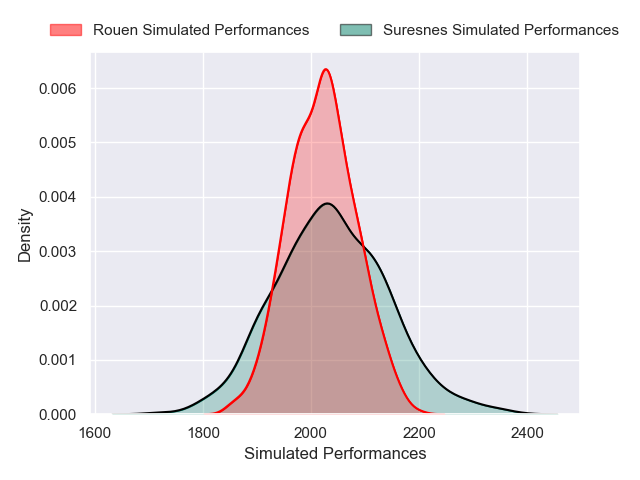 Rouen Simulated Performances
Suresnes Simulated Performances
0.006
0.005
0.004
0.003
0.002
0.001
0.000
Density
1600 1800 2000 2200 2400
Simulated Performances